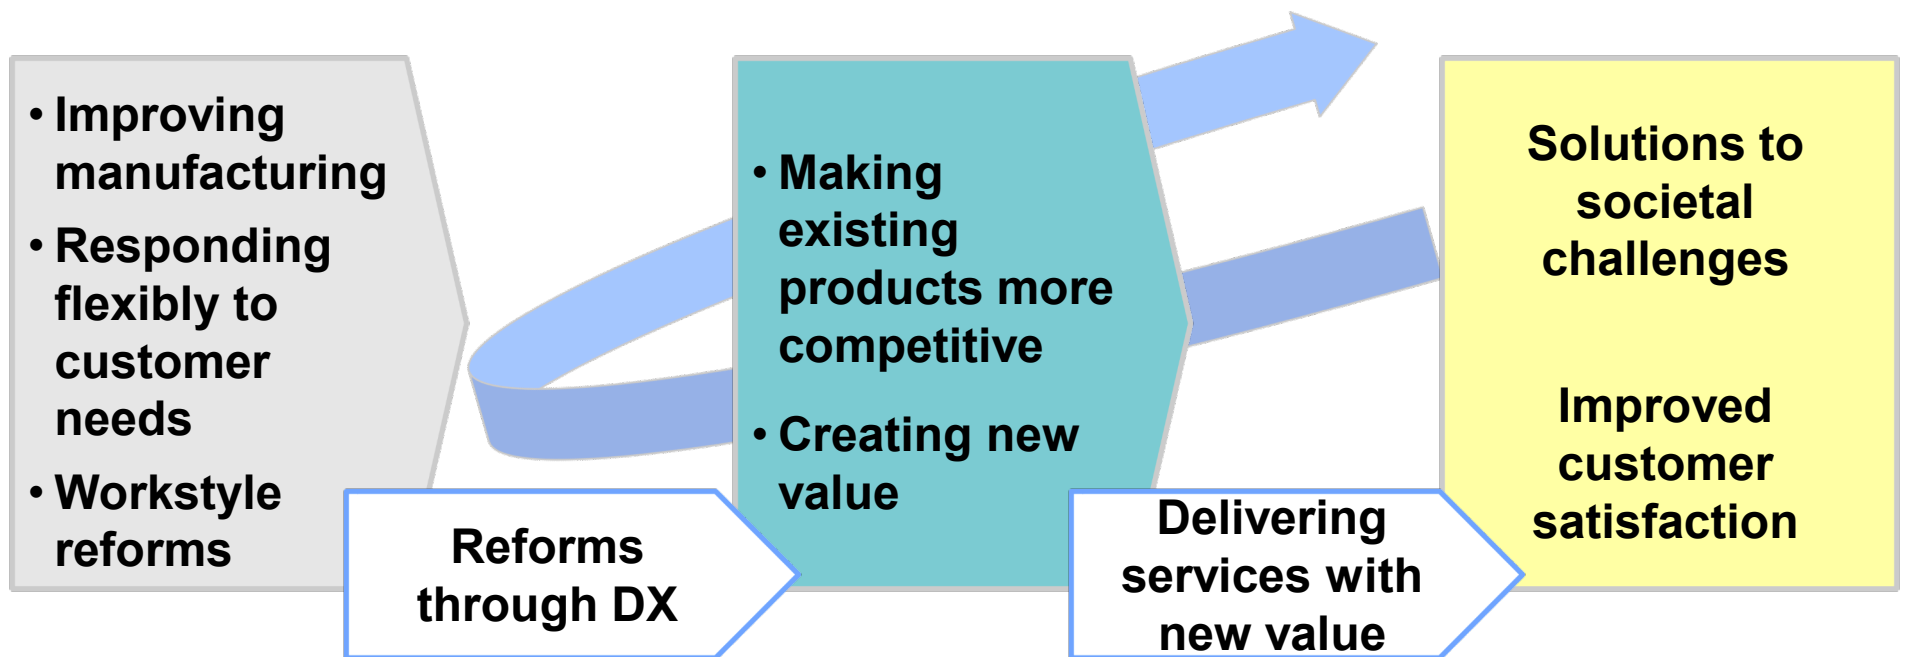 • Improving
manufacturing
• Responding
flexibly to
customer
needs
• Workstyle
reforms
Reforms
through DX
• Making
existing
products more
competitive
• Creating new
value
Delivering
services with
new value
Solutions to
societal
challenges
Improved
customer
satisfaction